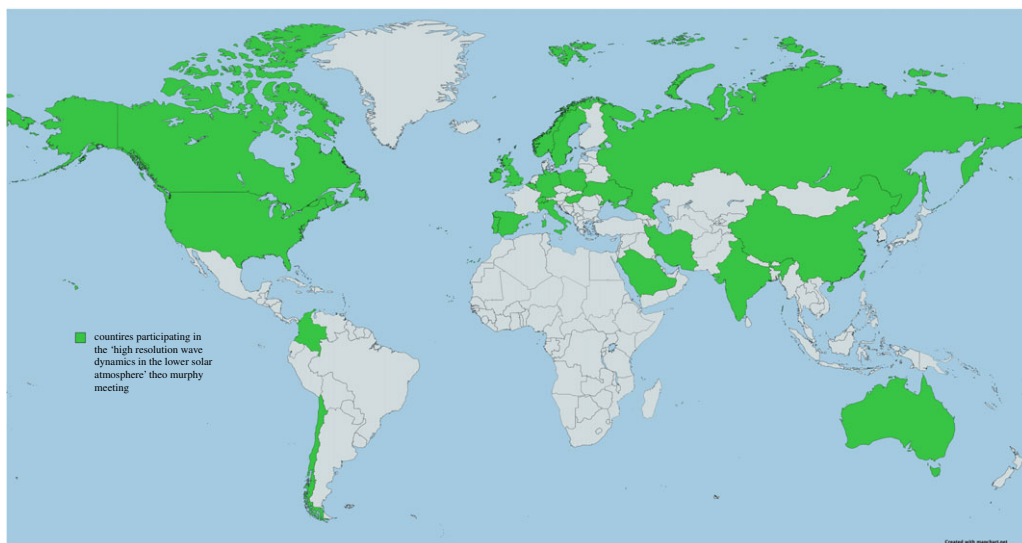 countires participating in
the ‘high resolution wave
dynamics in the lower solar
atmosphere’ theo murphy
meeting
Created with mapchart.net